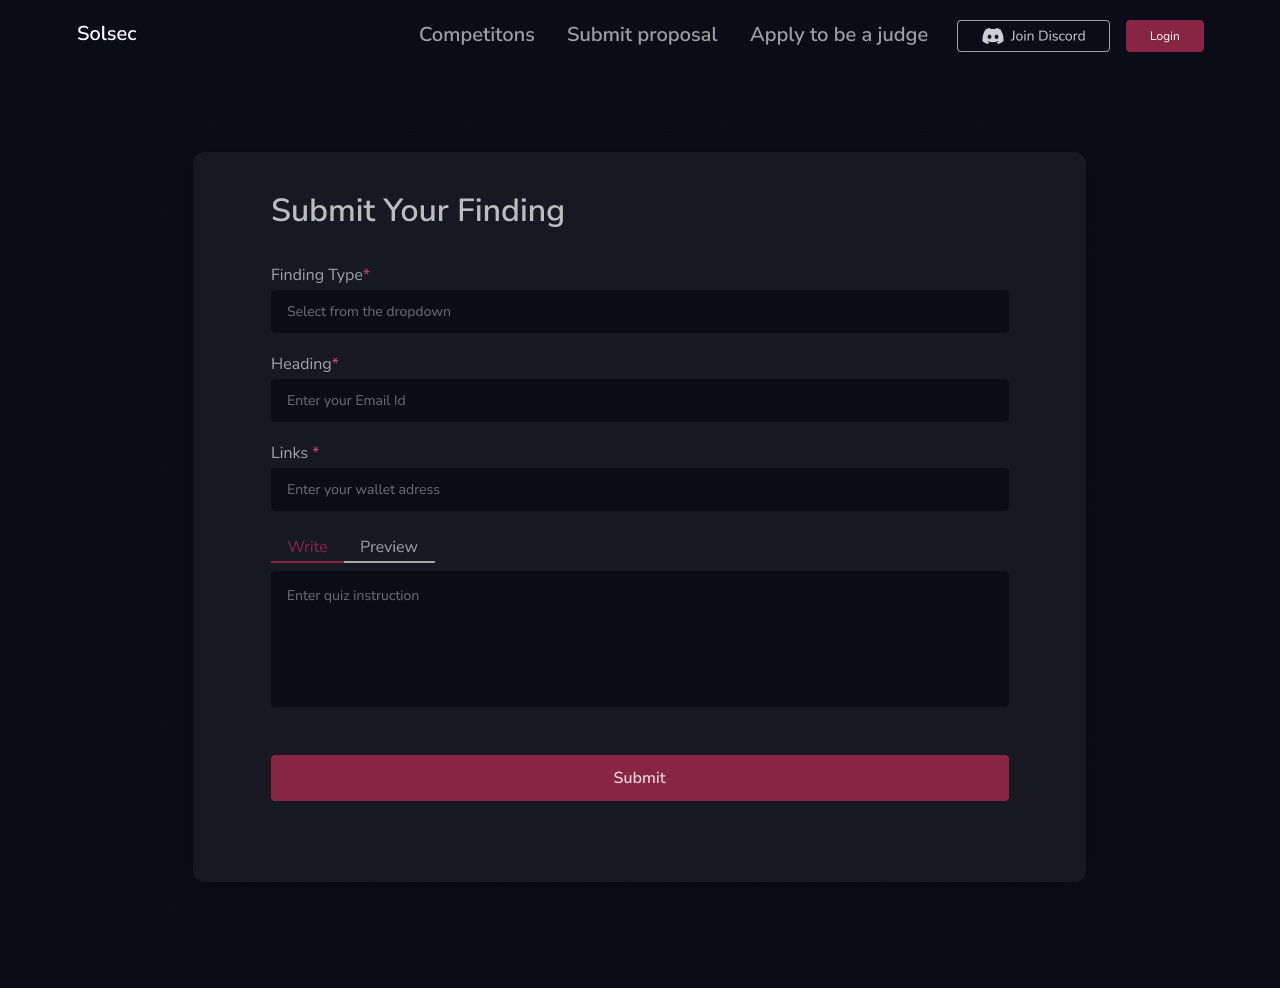 Solsec
Competitons
Submit proposal
Apply to be a judge
Join Discord
Login
Submit Your Finding
Finding Type*
Select from the dropdown
Heading*
Enter your Email Id
Links *
Enter your wallet adress
Write
Preview
Enter quiz instruction
Submit